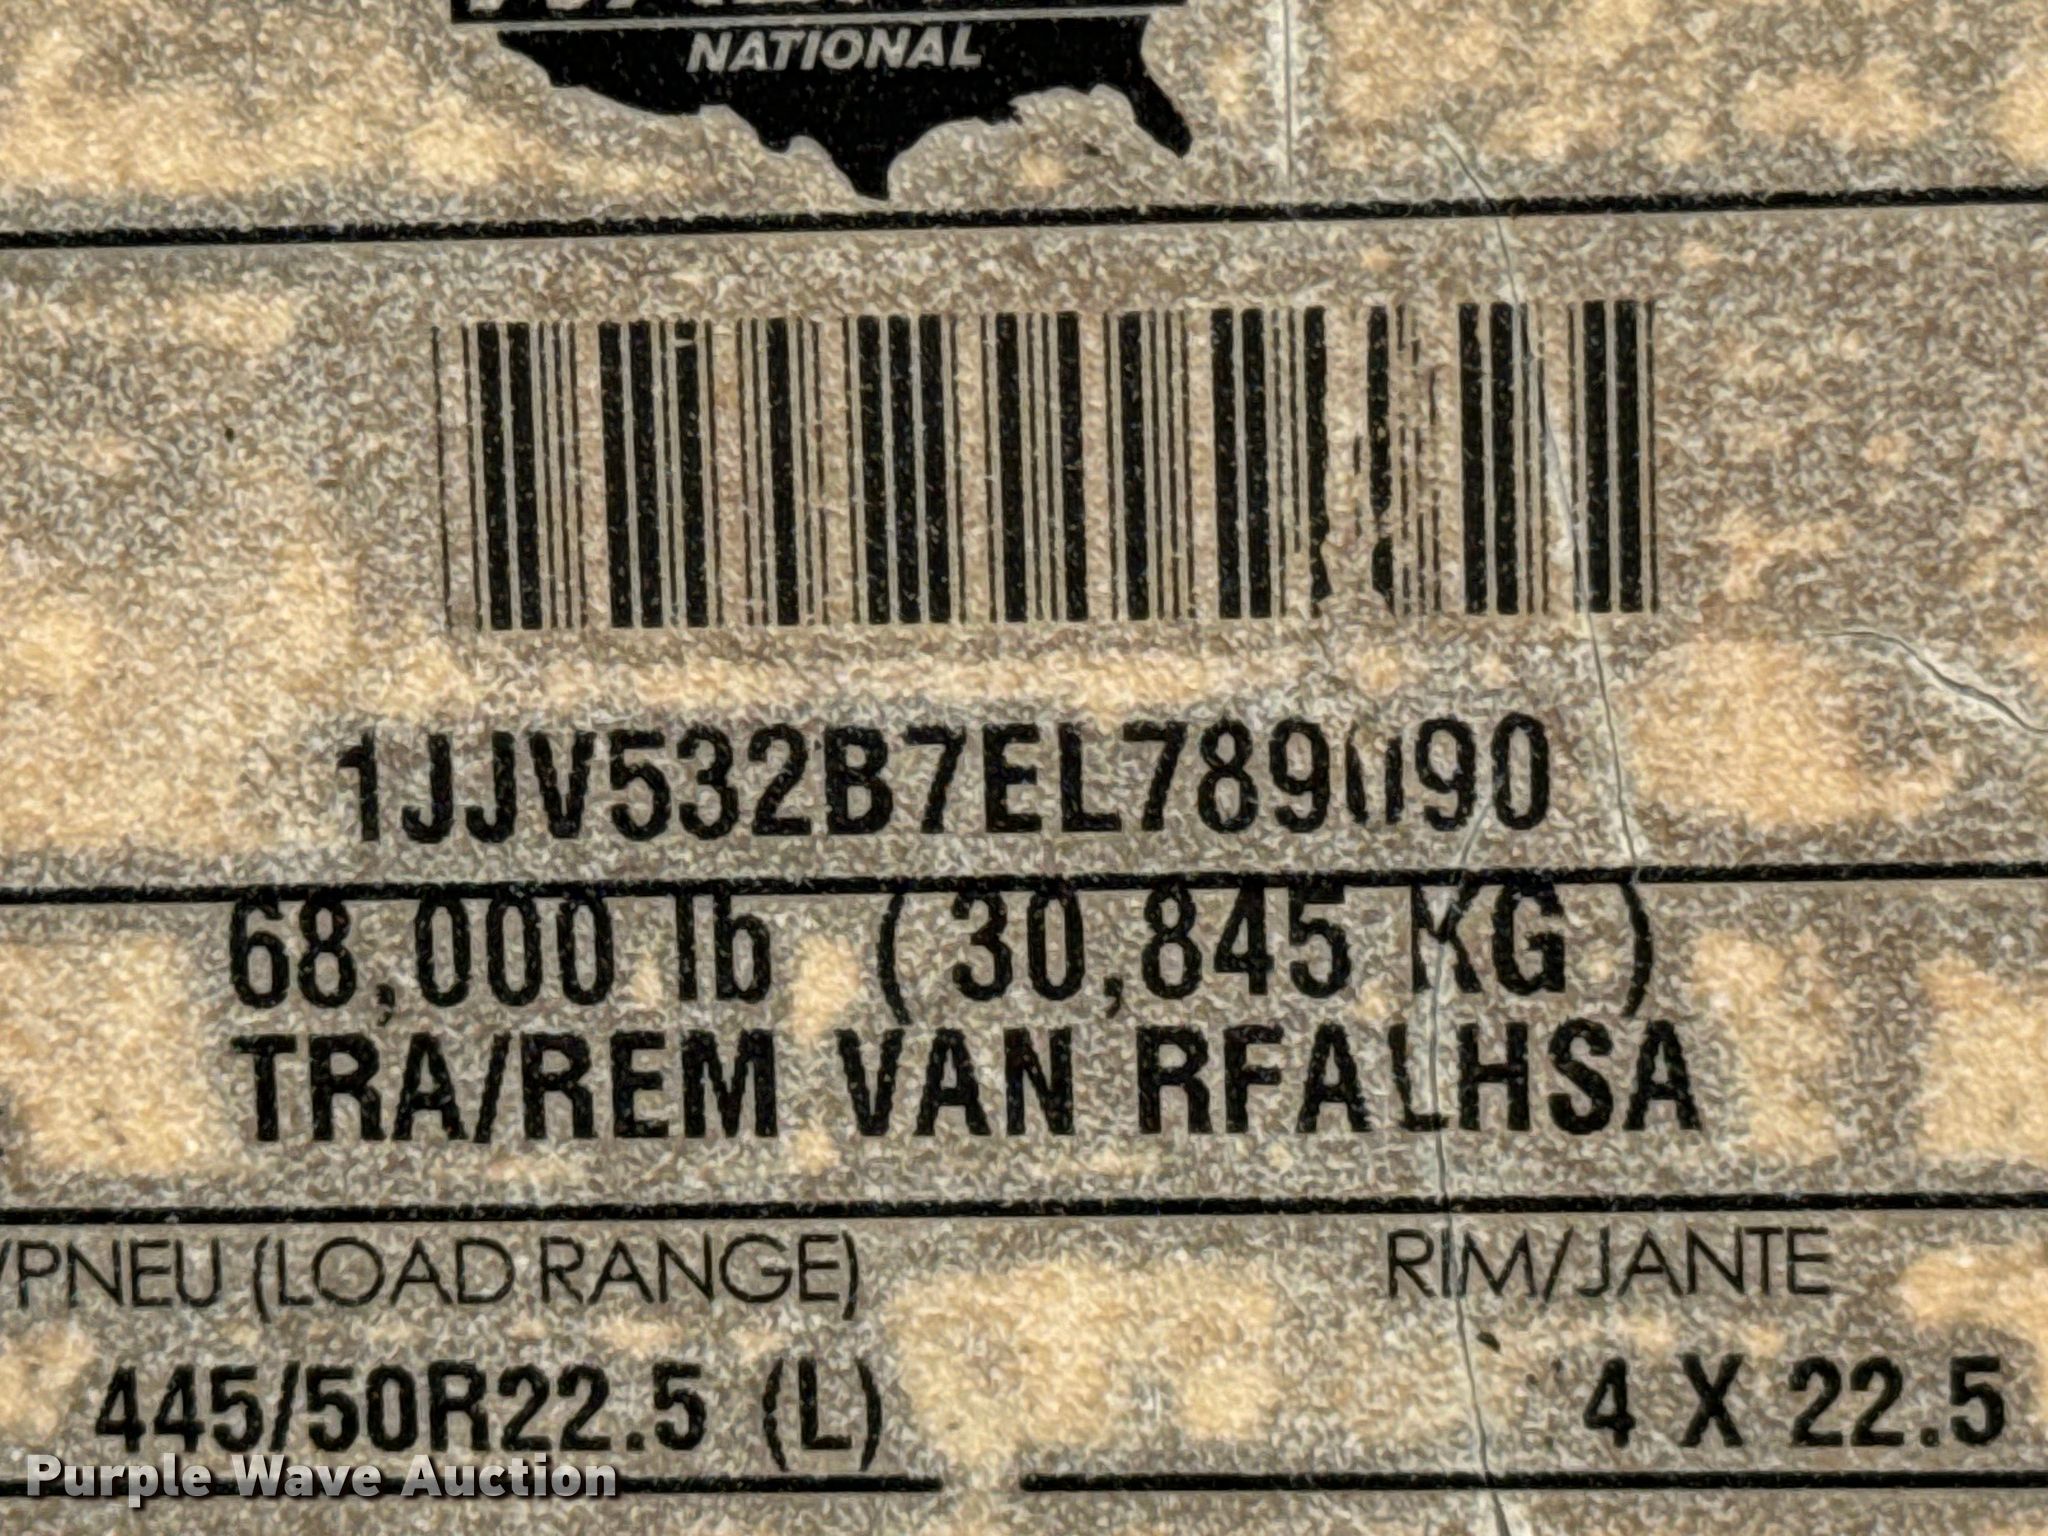 NATIONAL
1JJV532B7EL789090
68,000 lb (30,845 KG)
TRA/REM VAN RFALHSA
/PNEU (LOAD RANGE) RIM/JANTE
445/50R22.5 (L) 4 X 22.5
Purple Wave Auction